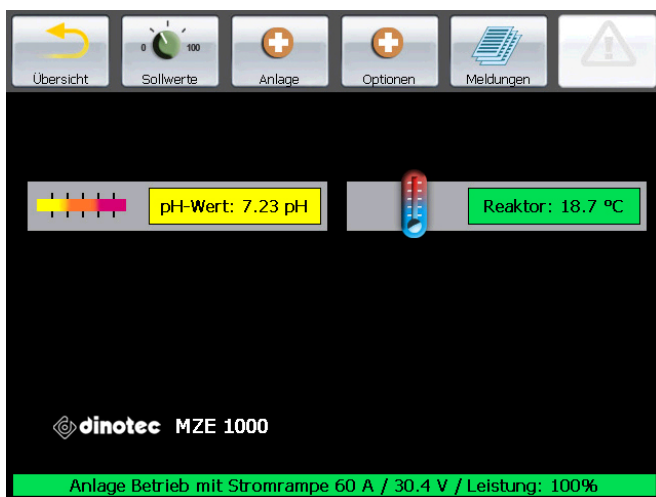 0 100
Übersicht Sollwerte Anlage Optionen Meldungen
pH-Wert: 7.23 pH Reaktor: 18.7 ºC
dinotec MZE 1000
Anlage Betrieb mit Stromrampe 60 A / 30.4 V / Leistung: 100%